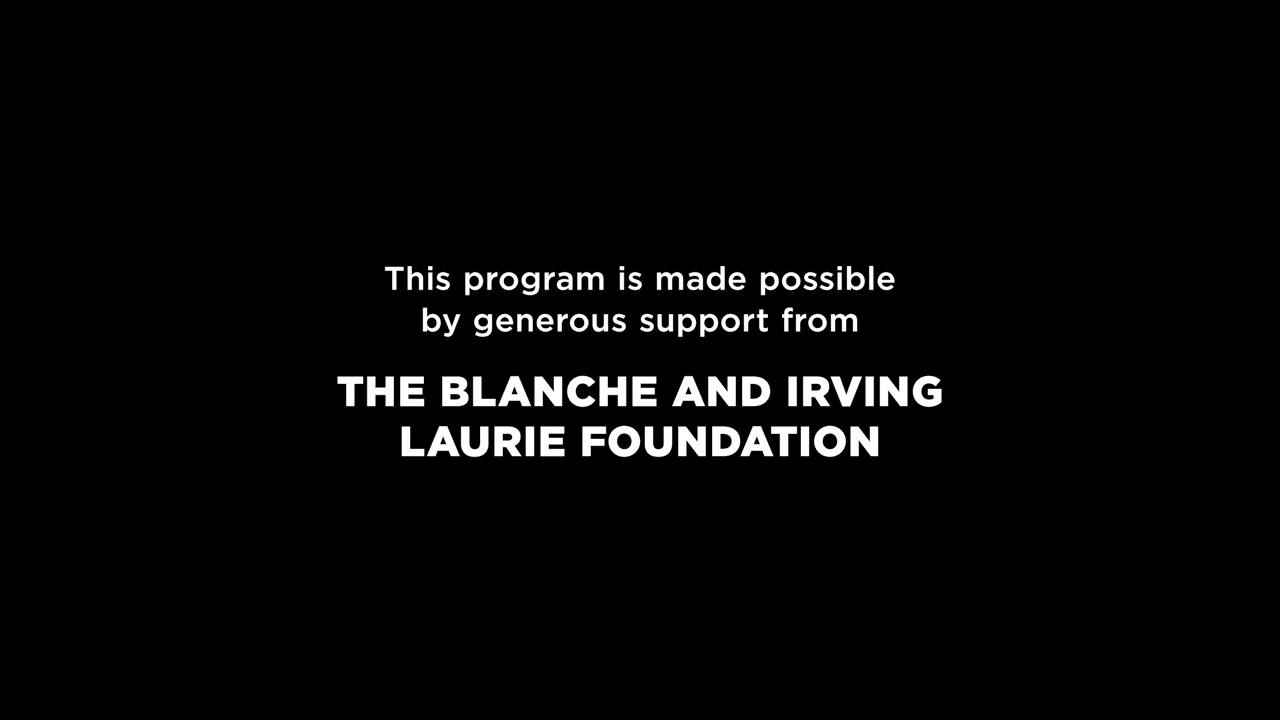 This program is made possible
by generous support from
THE BLANCHE AND IRVING
LAURIE FOUNDATION